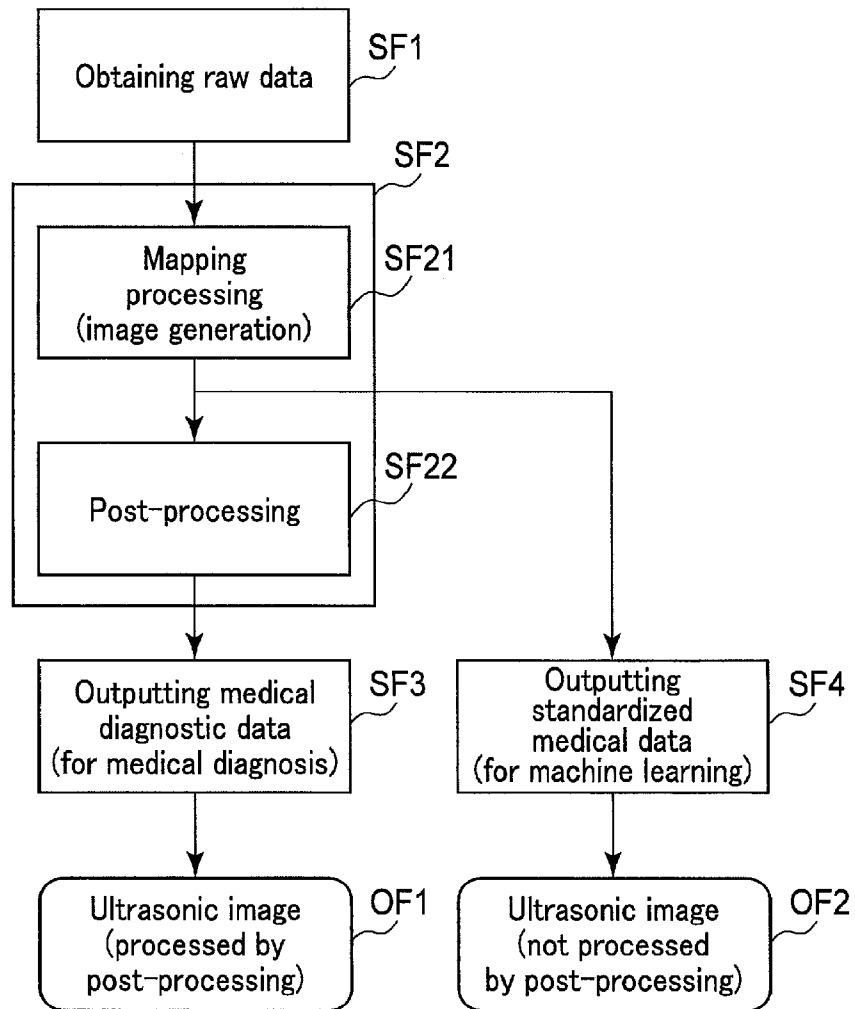 Obtaining raw data
SF1
SF2
Mapping
processing
(image generation)
SF21
Post-processing
SF22
Outputting medical
diagnostic data
(for medical diagnosis)
SF3
Outputting
standardized
medical data
(for machine learning)
SF4
Ultrasonic image
(processed by
post-processing)
OF1
Ultrasonic image
(not processed
by post-processing)
OF2